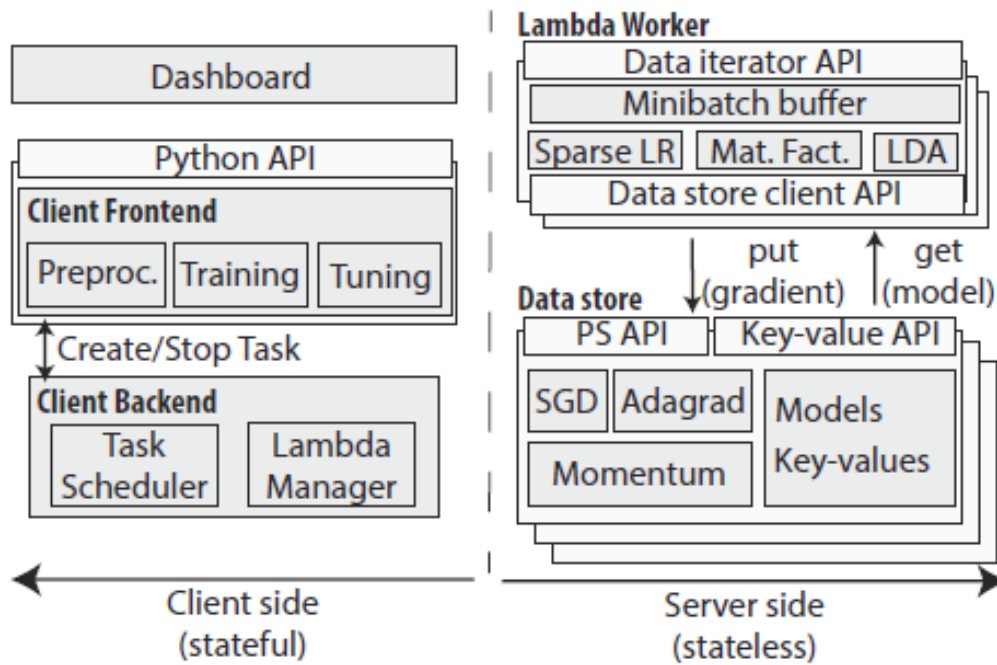 Dashboard
Python API
Client Frontend
Preproc.
Training
Tuning
Create/Stop Task
Client Backend
Task
Scheduler
Lambda
Manager
Client side
(stateful)
Lambda Worker
Data iterator API
Minibatch buffer
Sparse LR
Mat. Fact.
LDA
Data store client API
put
(gradient)
get
(model)
Data store
PS API
Key-value API
SGD
Adagrad
Momentum
Models
Key-values
Server side
(stateless)